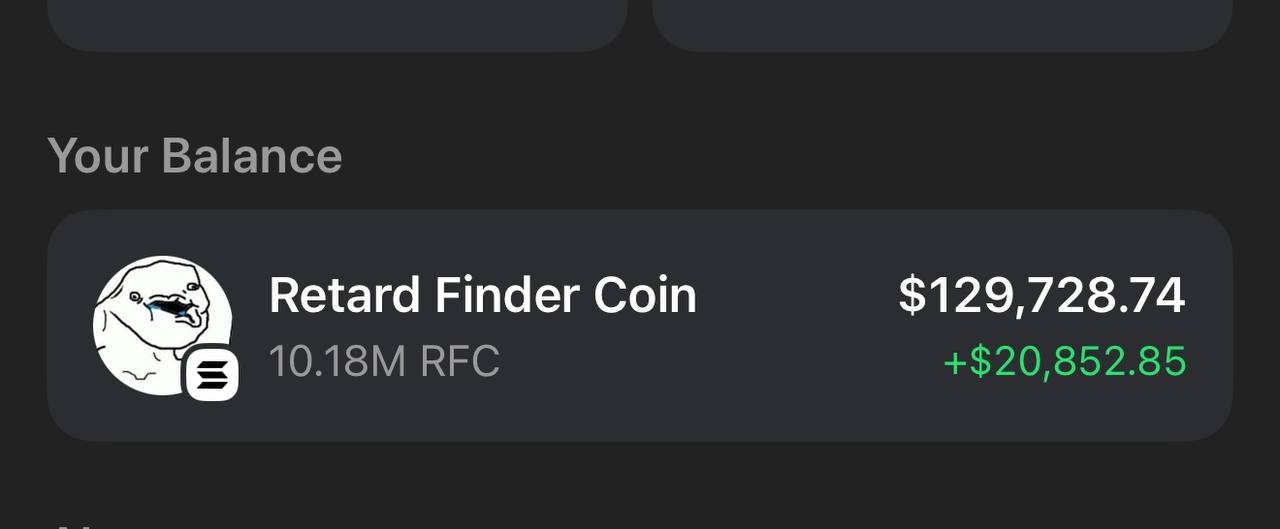 Your Balance
Retard Finder Coin
$129,728.74
10.18M RFC
+$20,852.85